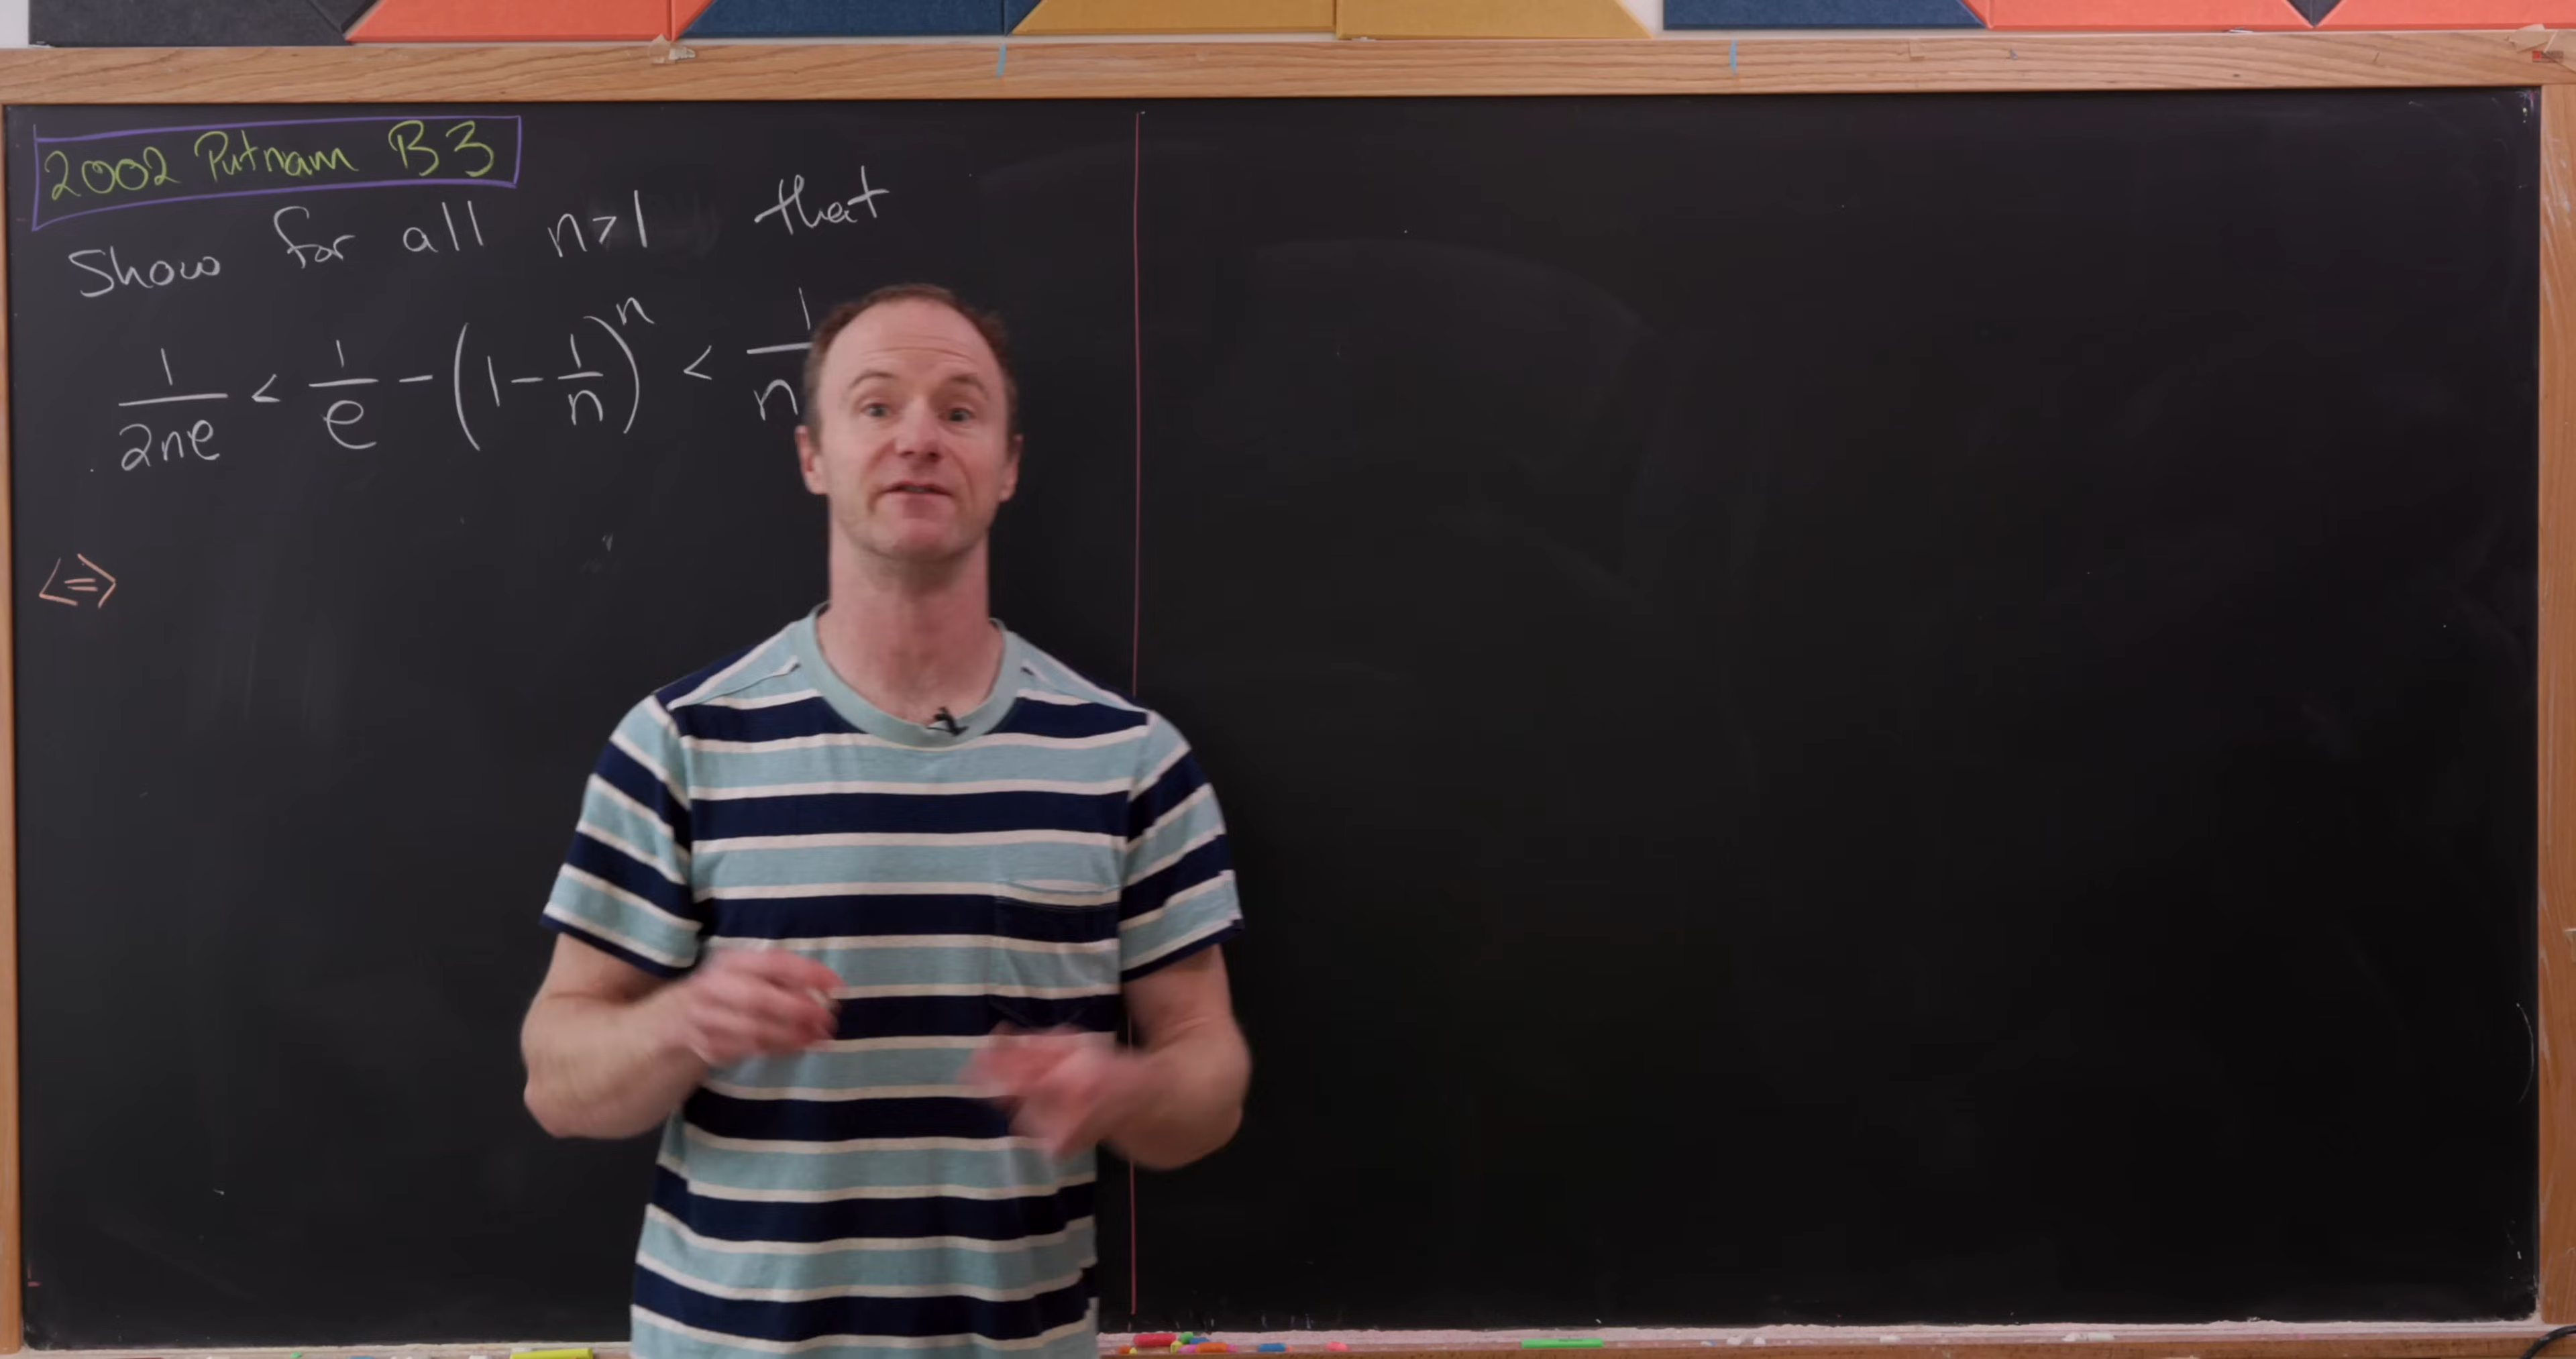 2002 Putnam B3
Show for all n>1 that
1/(2ne) < 1/e - (1 - 1/n)^n < 1/n
<=>